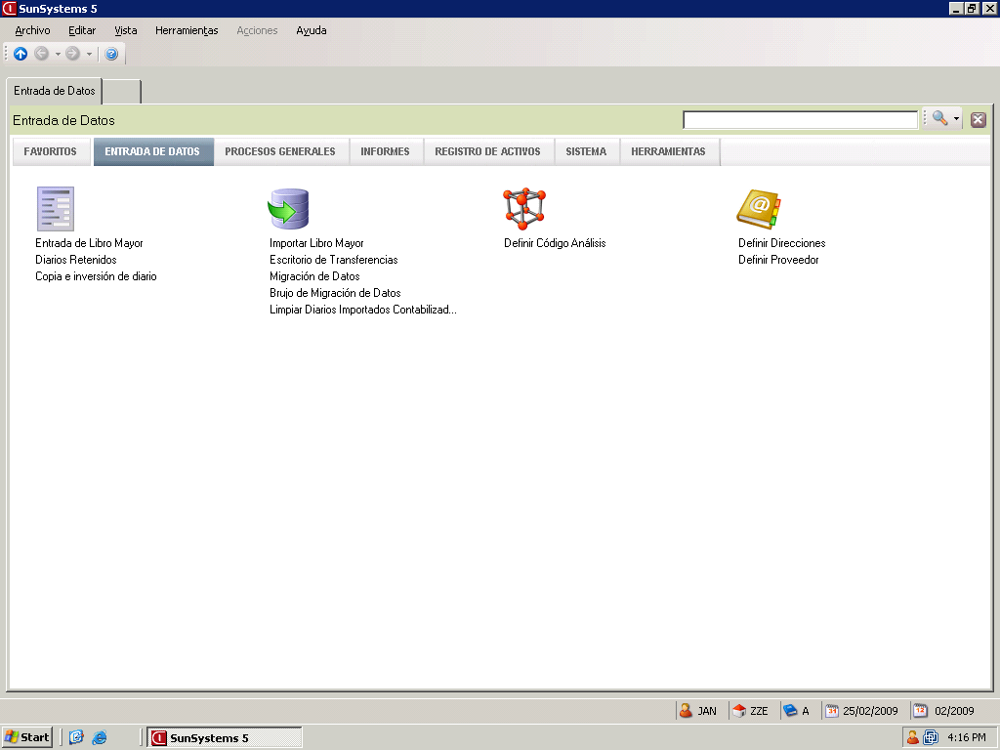 SunSystems 5
Archivo Editar Vista Herramientas Acciones Ayuda
Entrada de Datos
Entrada de Datos
FAVORITOS ENTRADA DE DATOS PROCESOS GENERALES INFORMES REGISTRO DE ACTIVOS SISTEMA HERRAMIENTAS
Entrada de Libro Mayor
Diarios Retenidos
Copia e inversión de diario
Importar Libro Mayor
Escritorio de Transferencias
Migración de Datos
Brujo de Migración de Datos
Limpiar Diarios Importados Contabilizad...
Definir Código Análisis
Definir Direcciones
Definir Proveedor
JAN ZZE A 25/02/2009 02/2009
Start SunSystems 5 4:16 PM